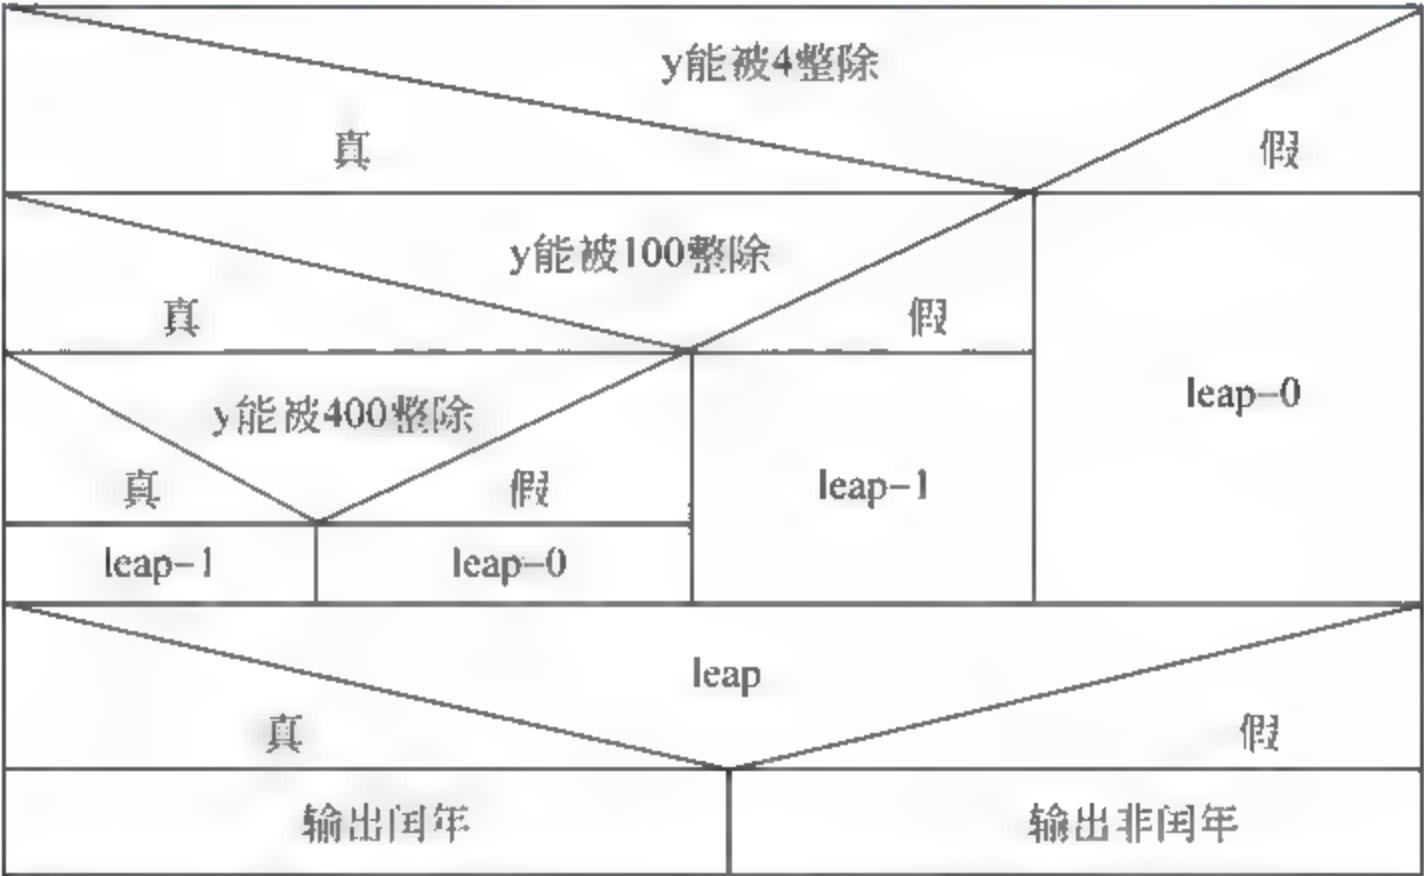 y能被4整除
真
假
y能被100整除
真
假
leap-0
y能被400整除
真
假
leap-1
leap-1
leap-0
leap
真
假
输出闰年
输出非闰年